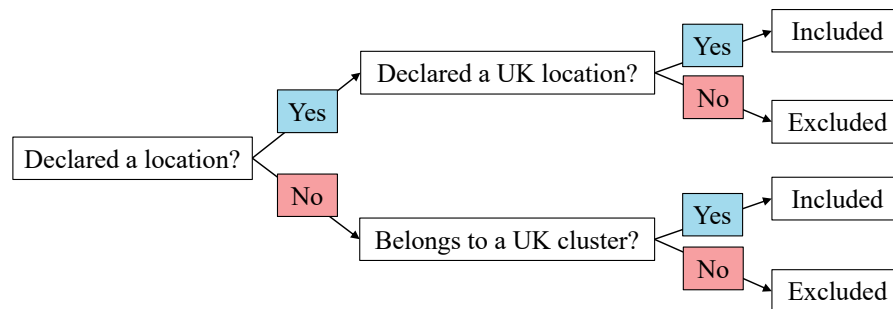 Declared a location?
Yes
No
Declared a UK location?
Yes
No
Included
Excluded
Belongs to a UK cluster?
Yes
No
Included
Excluded